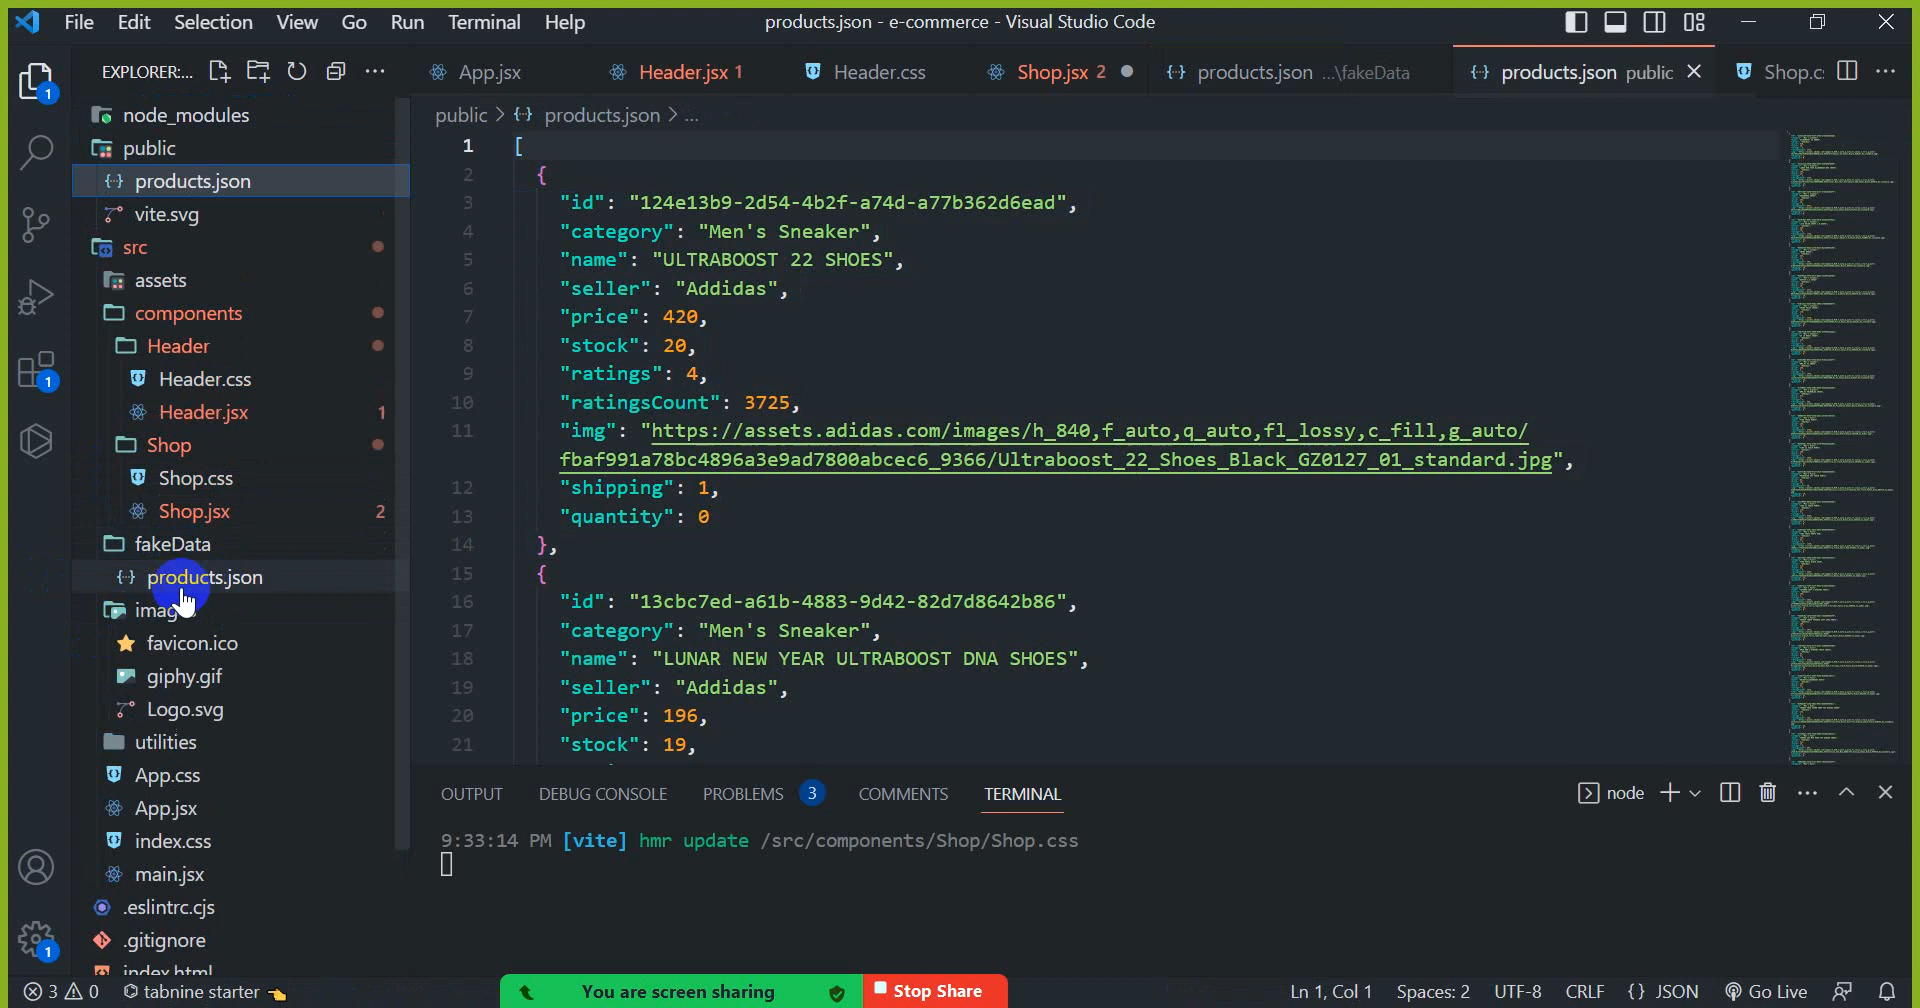 File Edit Selection View Go Run Terminal Help
products.json - e-commerce - Visual Studio Code
EXPLORER:...
App.jsx Header.jsx 1 Header.css Shop.jsx 2 products.json ...\fakeData products.json public Shop.c
public > products.json > ...
1
1
1
node_modules
public
products.json
vite.svg
src
assets
components
Header
Header.css
Header.jsx 1
Shop
Shop.css
Shop.jsx 2
fakeData
products.json
imag
favicon.ico
giphy.gif
Logo.svg
utilities
App.css
App.jsx
index.css
main.jsx
.eslintrc.cjs
.gitignore
index.html
1 [
2 {
3 "id": "124e13b9-2d54-4b2f-a74d-a77b362d6ead",
4 "category": "Men's Sneaker",
5 "name": "ULTRABOOST 22 SHOES",
6 "seller": "Addidas",
7 "price": 420,
8 "stock": 20,
9 "ratings": 4,
10 "ratingsCount": 3725,
11 "img": "https://assets.adidas.com/images/h_840,f_auto,q_auto,fl_lossy,c_fill,g_auto/
fbaf991a78bc4896a3e9ad7800abcec6_9366/Ultraboost_22_Shoes_Black_GZ0127_01_standard.jpg",
12 "shipping": 1,
13 "quantity": 0
14 },
15 {
16 "id": "13cbc7ed-a61b-4883-9d42-82d7d8642b86",
17 "category": "Men's Sneaker",
18 "name": "LUNAR NEW YEAR ULTRABOOST DNA SHOES",
19 "seller": "Addidas",
20 "price": 196,
21 "stock": 19,
OUTPUT DEBUG CONSOLE PROBLEMS 3 COMMENTS TERMINAL
node
9:33:14 PM [vite] hmr update /src/components/Shop/Shop.css
3 0 tabnine starter
You are screen sharing Stop Share
Ln 1, Col 1 Spaces: 2 UTF-8 CRLF {} JSON Go Live